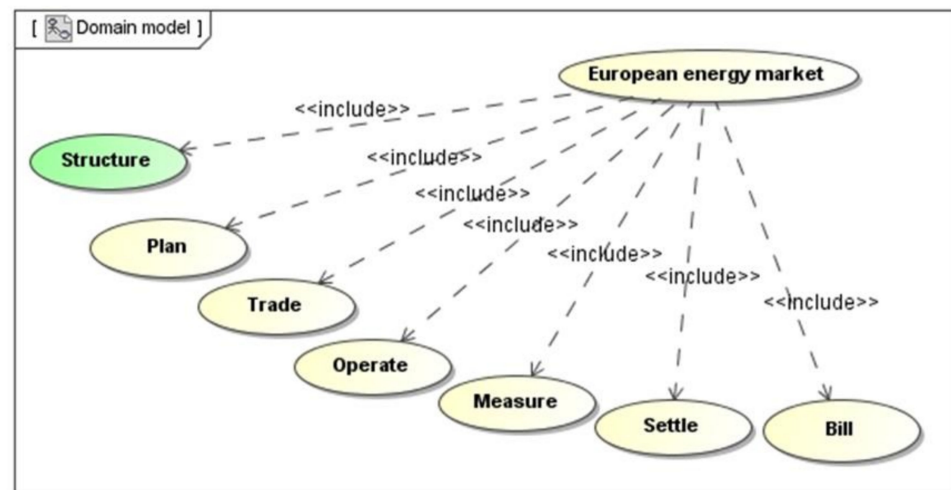 [ Domain model ]
European energy market
<<include>>
Structure
<<include>>
<<include>>
Plan
<<include>>
<<include>>
<<include>>
Trade
<<include>>
Operate
Measure
Settle
Bill